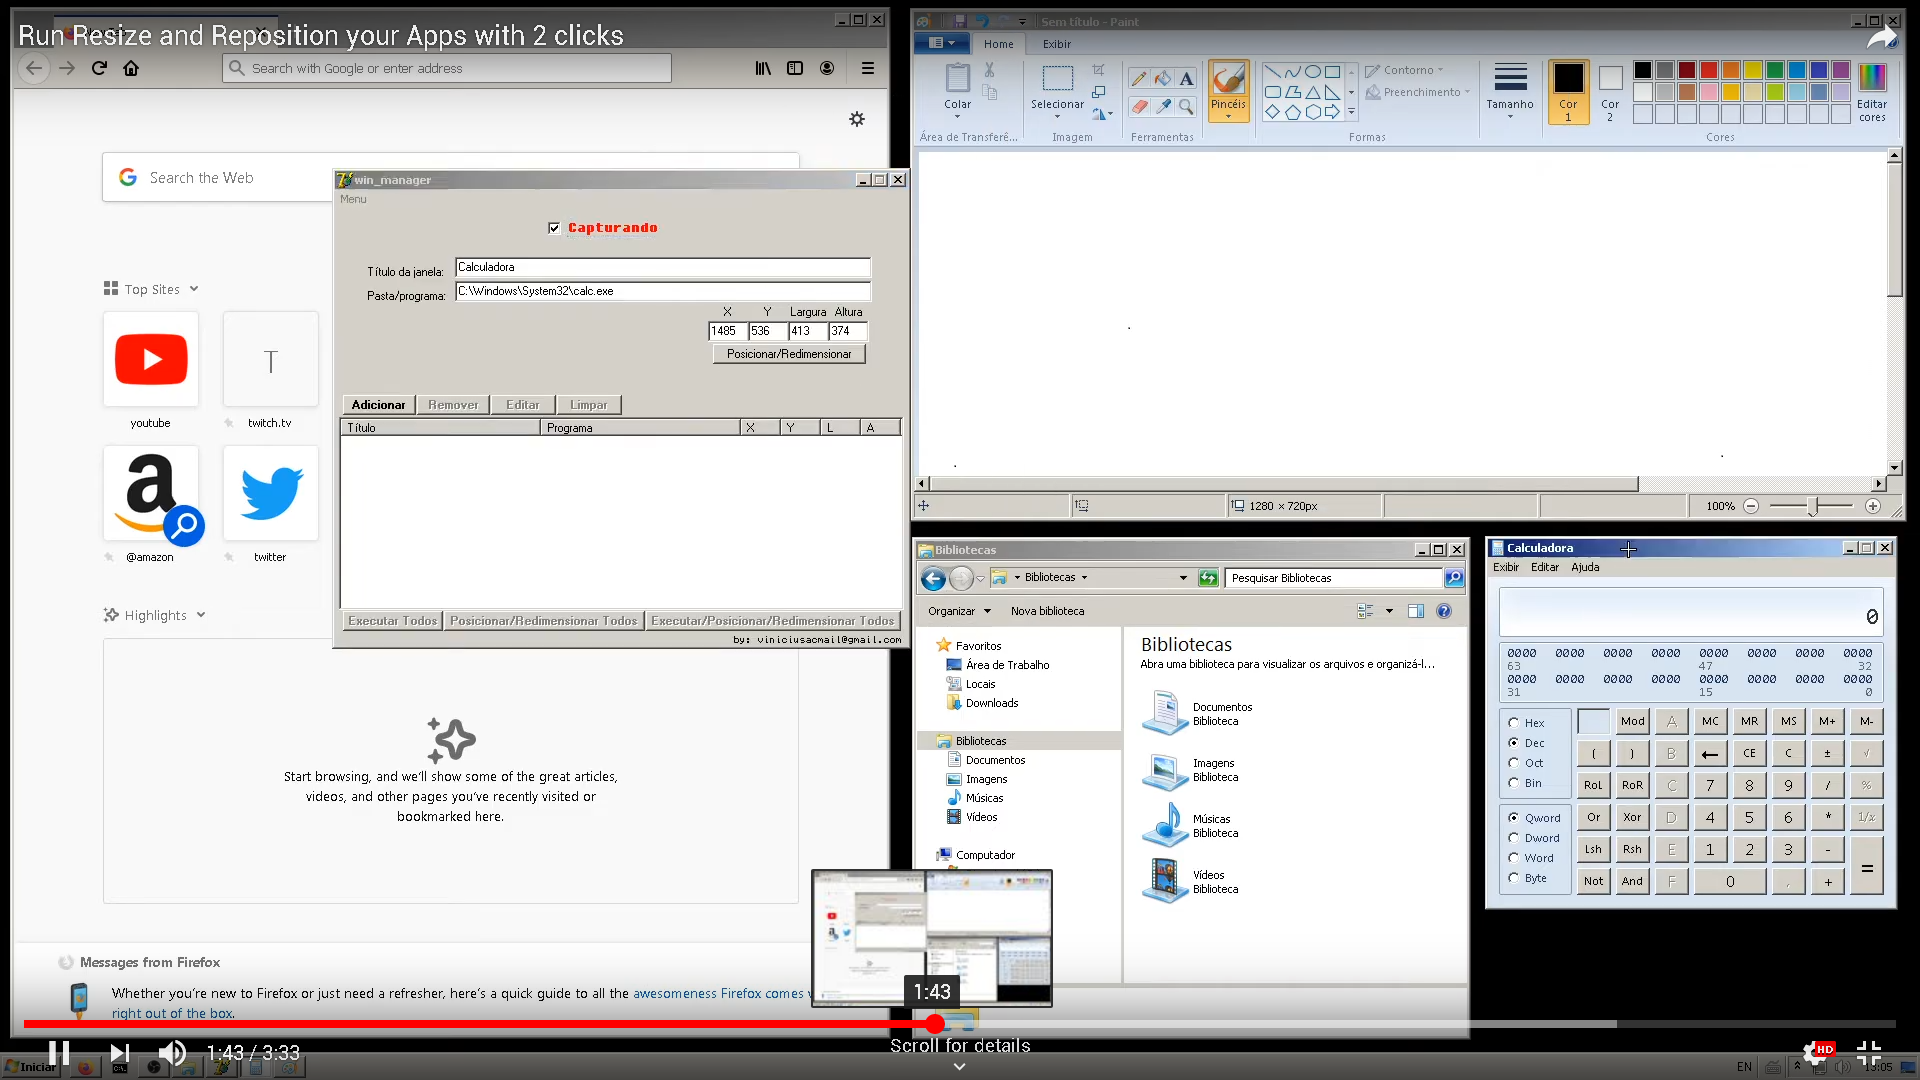 Run Resize and Reposition your Apps with 2 clicks
Search with Google or enter address
Search the Web
Top Sites
youtube
T
twitch.tv
@amazon
twitter
Highlights
Start browsing, and we'll show some of the great articles,
videos, and other pages you've recently visited or
bookmarked here.
Messages from Firefox
Whether you're new to Firefox or just need a refresher, here's a quick guide to all the awesomeness Firefox comes
right out of the box.
win_manager
Menu
Capturando
Título da janela:
Calculadora
Pasta/programa:
C:\Windows\System32\calc.exe
X Y Largura Altura
1485 536 413 374
Posicionar/Redimensionar
Adicionar Remover Editar Limpar
Título Programa X Y L A
Executar Todos Posicionar/Redimensionar Todos Executar/Posicionar/Redimensionar Todos
by: viniciusacmail@gmail.com
Sem título - Paint
Home Exibir
Colar
Área de Transferê...
Selecionar
Imagem
A
Ferramentas
Pincéis
Contorno
Preenchimento
Formas
Tamanho
Cor
1
Cor
2
Cores
Editar
cores
1280 × 720px
100%
Bibliotecas
Bibliotecas
Pesquisar Bibliotecas
Organizar Nova biblioteca
Favoritos
Área de Trabalho
Locais
Downloads
Bibliotecas
Documentos
Imagens
Músicas
Vídeos
Computador
Bibliotecas
Abra uma biblioteca para visualizar os arquivos e organizá-l...
Documentos
Biblioteca
Imagens
Biblioteca
Músicas
Biblioteca
Vídeos
Biblioteca
Calculadora
Exibir Editar Ajuda
0
0000 0000 0000 0000 0000 0000 0000 0000
63 47 32
0000 0000 0000 0000 0000 0000 0000 0000
31 15 0
Hex
Dec
Oct
Bin
Qword
Dword
Word
Byte
Mod A MC MR MS M+ M-
( ) B ← CE C ± √
RoL RoR C 7 8 9 / %
Or Xor D 4 5 6 * 1/x
Lsh Rsh E 1 2 3 - =
Not And F 0 , +
1:43
1:43 / 3:33
Scroll for details
HD
Iniciar
EN
13:05